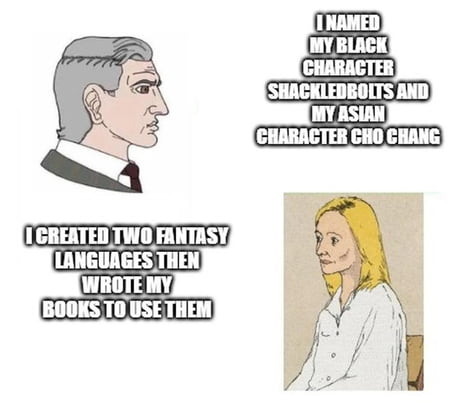 I NAMED
MY BLACK
CHARACTER
SHACKLEDBOLTS AND
MY ASIAN
CHARACTER CHO CHANG
I CREATED TWO FANTASY
LANGUAGES THEN
WROTE MY
BOOKS TO USE THEM